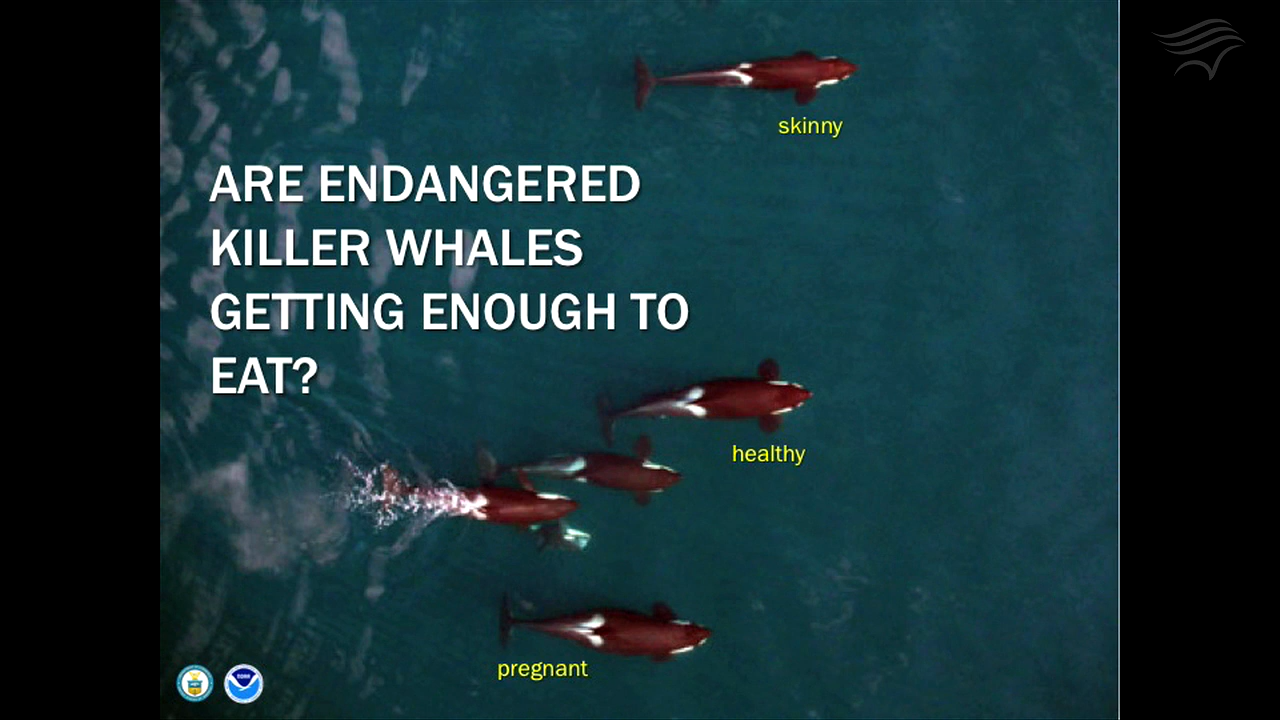 skinny
ARE ENDANGERED
KILLER WHALES
GETTING ENOUGH TO
EAT?
healthy
pregnant